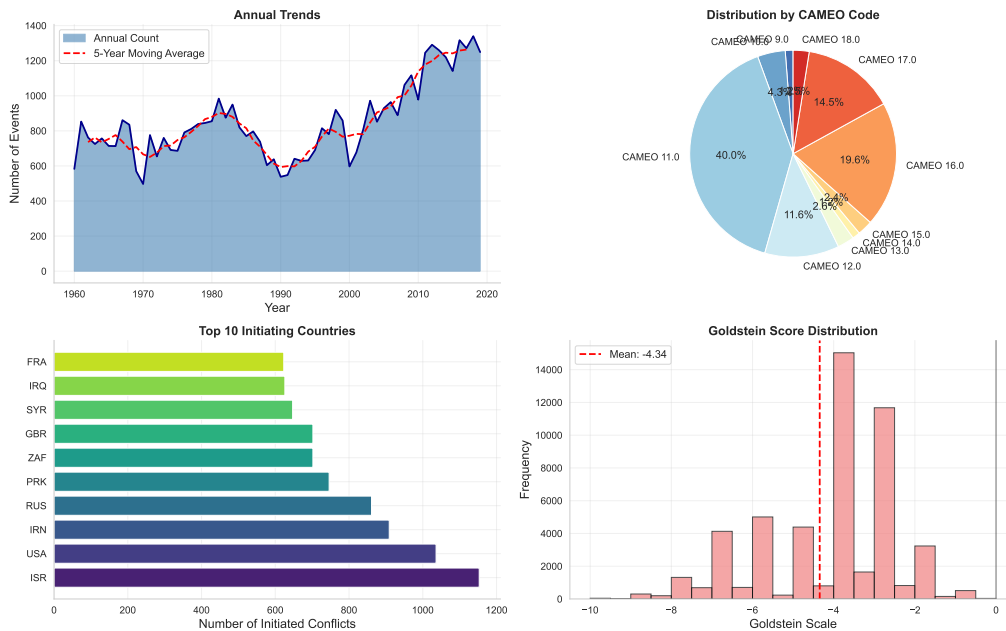 Annual Trends
1400
1200
1000
800
600
400
200
0
Number of Events
Annual Count
5-Year Moving Average
1960
1970
1980
1990
2000
2010
2020
Year
Distribution by CAMEO Code
CAMEO 9.0
CAMEO 18.0
CAMEO 17.0
CAMEO 11.0
CAMEO 16.0
CAMEO 15.0
CAMEO 14.0
CAMEO 13.0
CAMEO 12.0
14.5%
40.0%
19.6%
2.4%
2.6%
11.6%
Top 10 Initiating Countries
FRA
IRQ
SYR
GBR
ZAF
PRK
RUS
IRN
USA
ISR
0
200
400
600
800
1000
1200
Number of Initiated Conflicts
Goldstein Score Distribution
Mean: -4.34
14000
12000
10000
8000
6000
4000
2000
0
Frequency
−10
−8
−6
−4
−2
0
Goldstein Scale